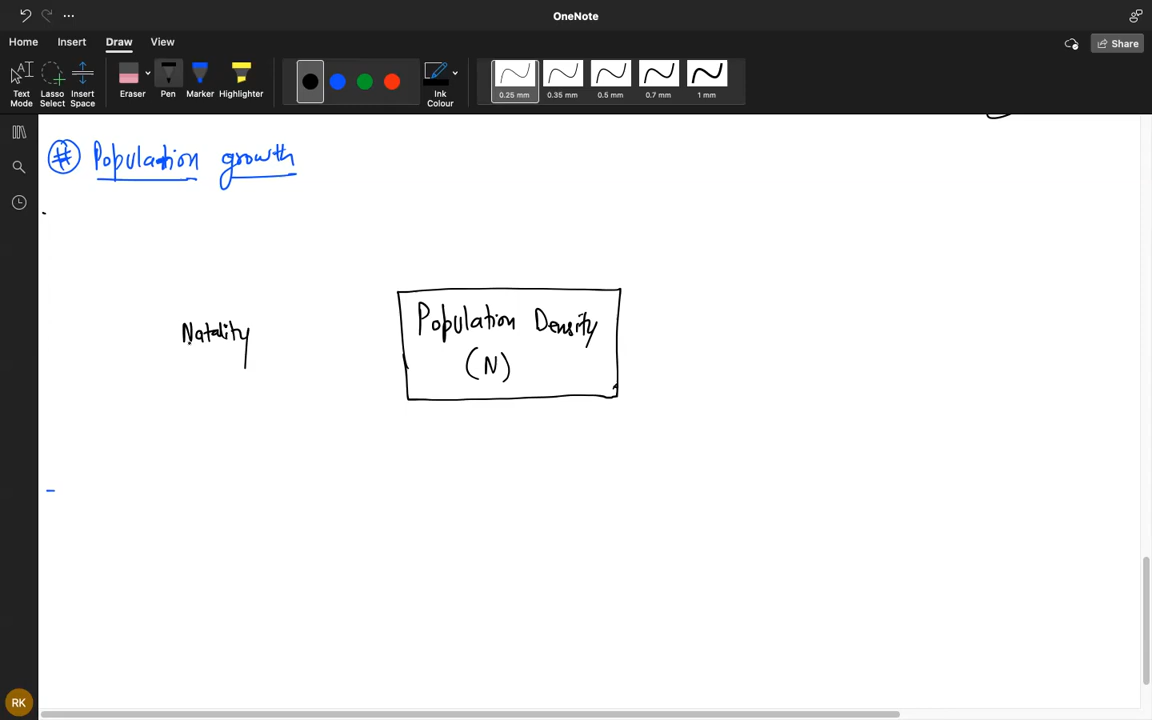 OneNote
Home Insert Draw View
Share
Text Mode
Lasso Select
Insert Space
Eraser
Pen
Marker
Highlighter
Ink Colour
0.25 mm
0.35 mm
0.5 mm
0.7 mm
1 mm
# Population growth
Population Density
(N)
Natality
RK